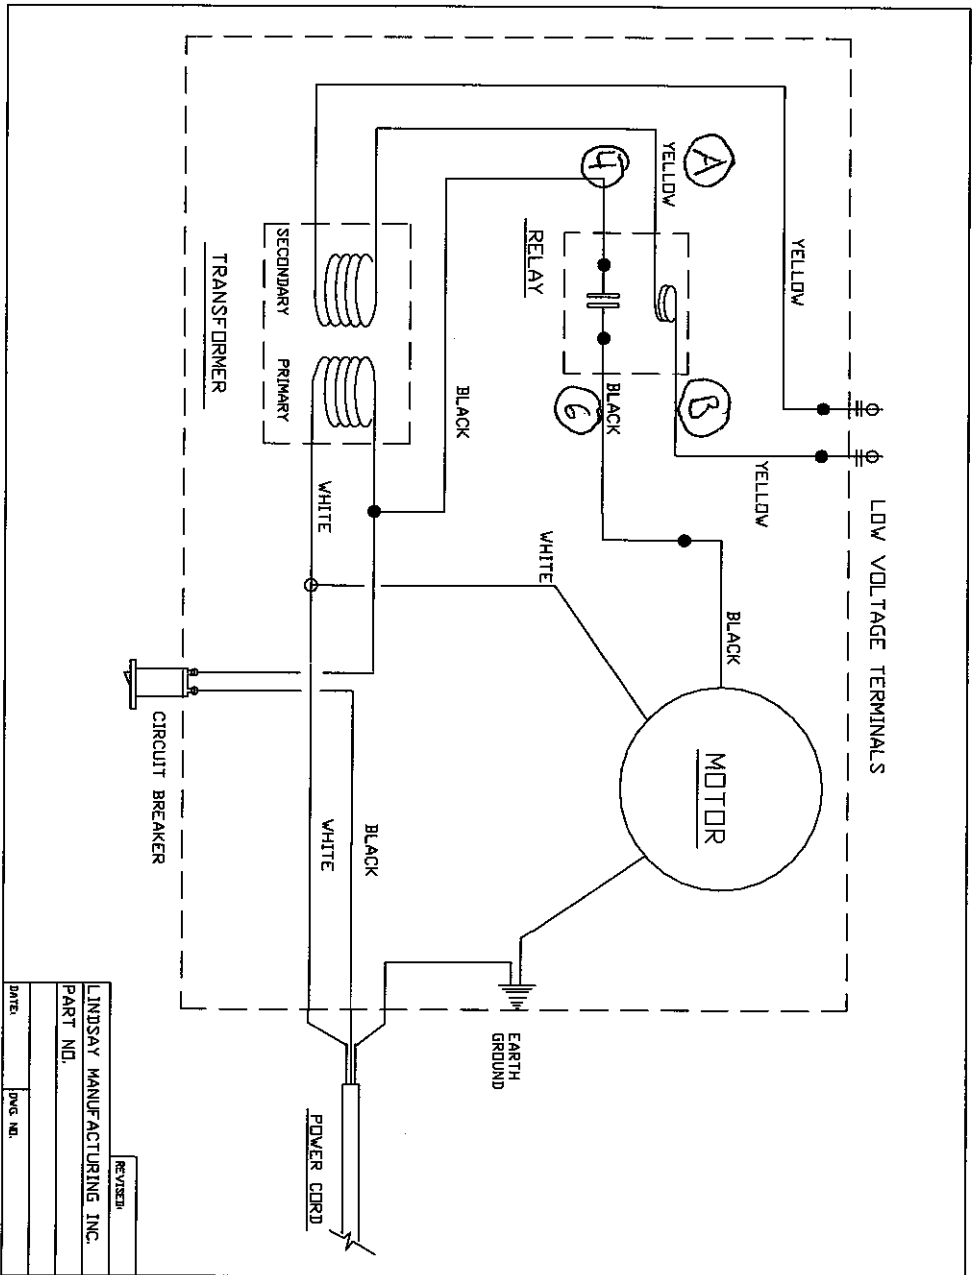 LOW VOLTAGE TERMINALS
YELLOW
YELLOW
A
YELLOW
B
4
RELAY
6
BLACK
BLACK
WHITE
BLACK
MOTOR
SECONDARY
PRIMARY
TRANSFORMER
WHITE
WHITE
BLACK
CIRCUIT BREAKER
EARTH
GROUND
POWER CORD
REVISED:
LINDSAY MANUFACTURING INC.
PART NO.
DATE:
DWG. NO.